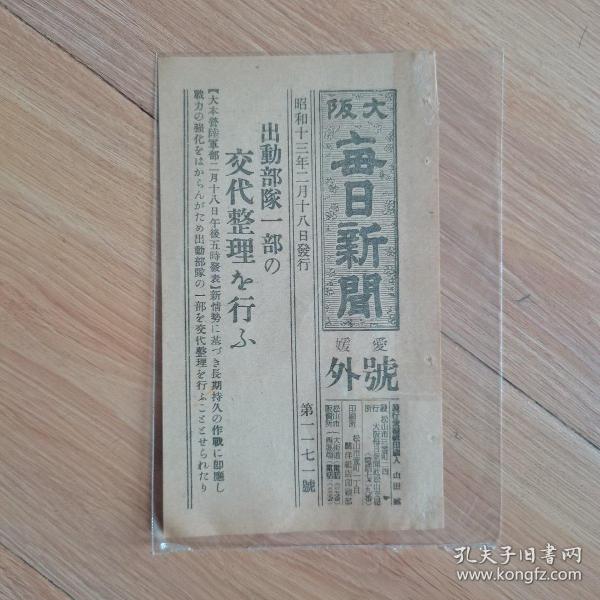 大阪
每日新聞
愛媛
號外
昭和十三年二月十八日發行
第一一七一號
出動部隊一部の
交代整理を行ふ
【大本營陸軍部二月十八日午後五時發表】新情勢に基づき長期持久の作戰に卽應し
戰力の強化をはからんがため出動部隊の一部を交代整理を行ふこととせられたり
孔夫子旧书网
www.kongfz.com